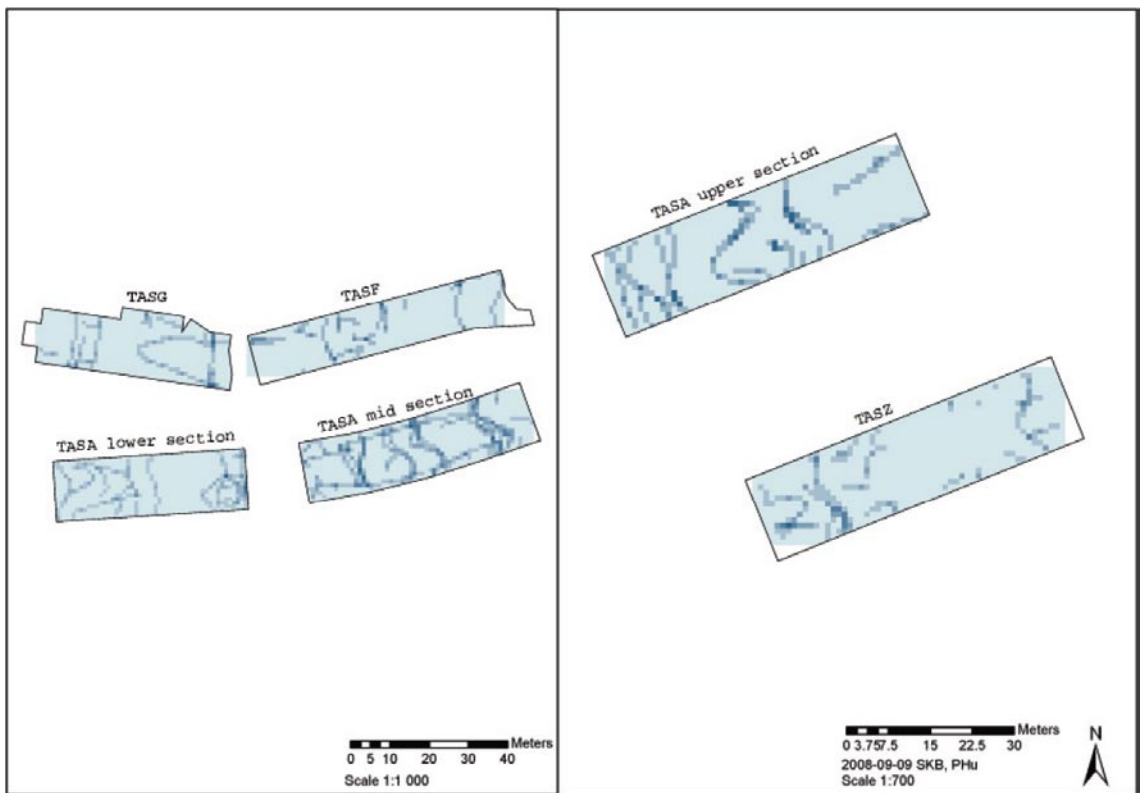 TASA upper section
TASG
TASF
TASA lower section
TASA mid section
TASZ
Meters
0 5 10 20 30 40
Scale 1:1 000
Meters
0 3.757.5 15 22.5 30
2008-09-09 SKB, PHu
Scale 1:700
N